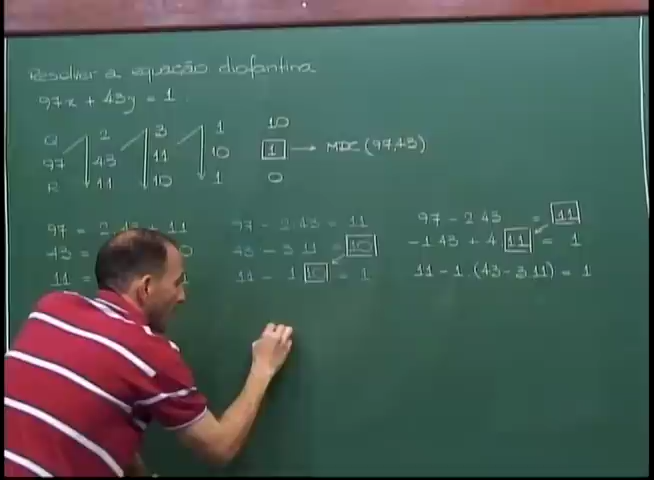 Resolver a equação diofantina
97x + 43y = 1
Q 2 3 1 10
97 43 11 10 1 → MDC (97,43)
R 11 10 1 0
97 = 2.43 + 11
43 = 0
11 = 1
97 - 2.43 = 11
43 - 3.11 = 10
11 - 1 10 = 1
97 - 2.43 = 11
-1.43 + 4 11 = 1
11 - 1.(43-3.11) = 1